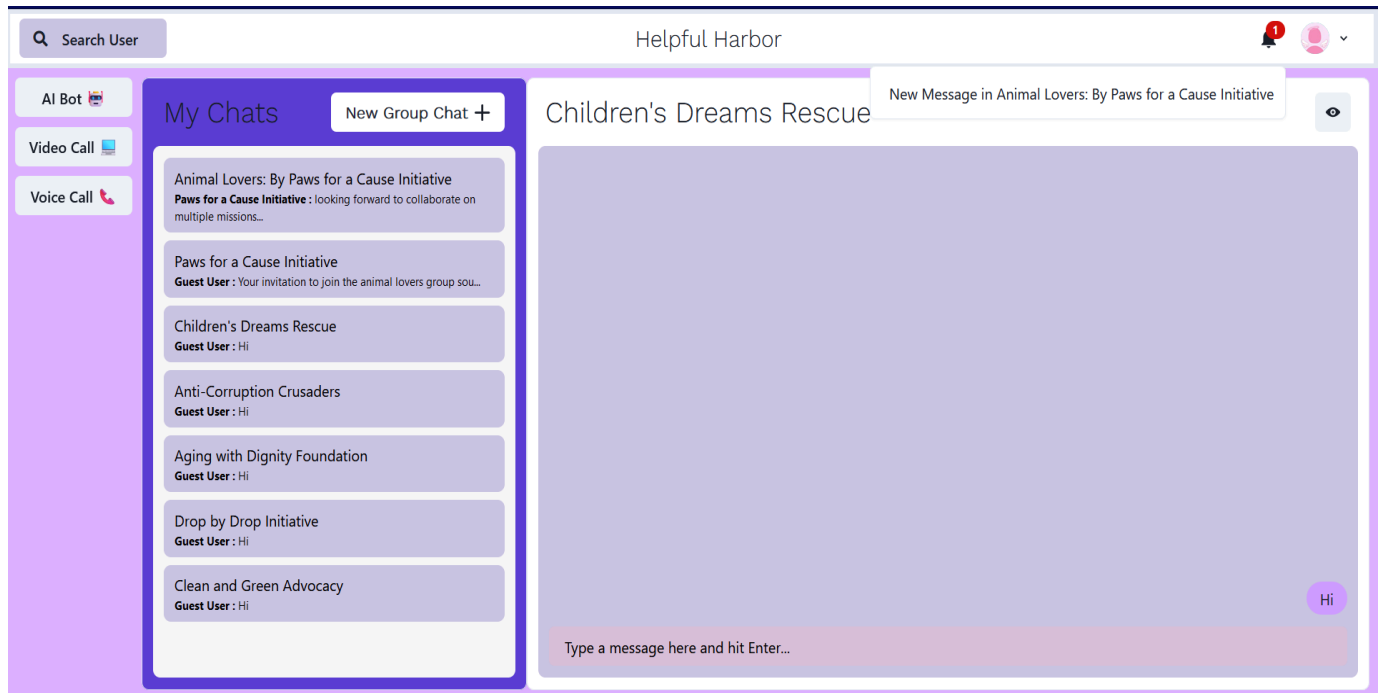 Search User
Helpful Harbor
1
New Message in Animal Lovers: By Paws for a Cause Initiative
AI Bot
Video Call
Voice Call
My Chats
New Group Chat +
Animal Lovers: By Paws for a Cause Initiative
Paws for a Cause Initiative : looking forward to collaborate on
multiple missions...
Paws for a Cause Initiative
Guest User : Your invitation to join the animal lovers group sou...
Children's Dreams Rescue
Guest User : Hi
Anti-Corruption Crusaders
Guest User : Hi
Aging with Dignity Foundation
Guest User : Hi
Drop by Drop Initiative
Guest User : Hi
Clean and Green Advocacy
Guest User : Hi
Children's Dreams Rescue
Hi
Type a message here and hit Enter...